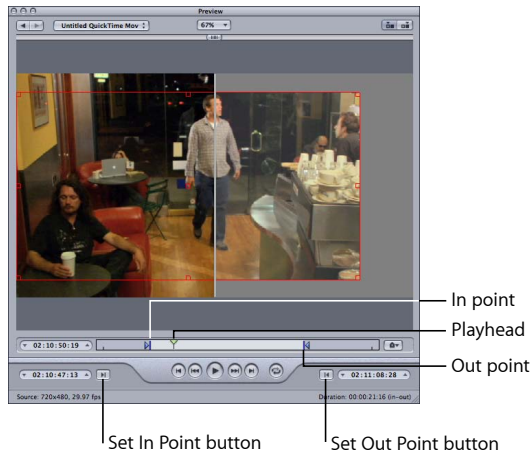 Preview
Untitled QuickTime Mov
67%
02:10:50:19
02:10:47:13
02:11:08:28
Source: 720x480, 29.97 fps
Duration: 00:00:21:16 (in–out)
In point
Playhead
Out point
Set In Point button
Set Out Point button